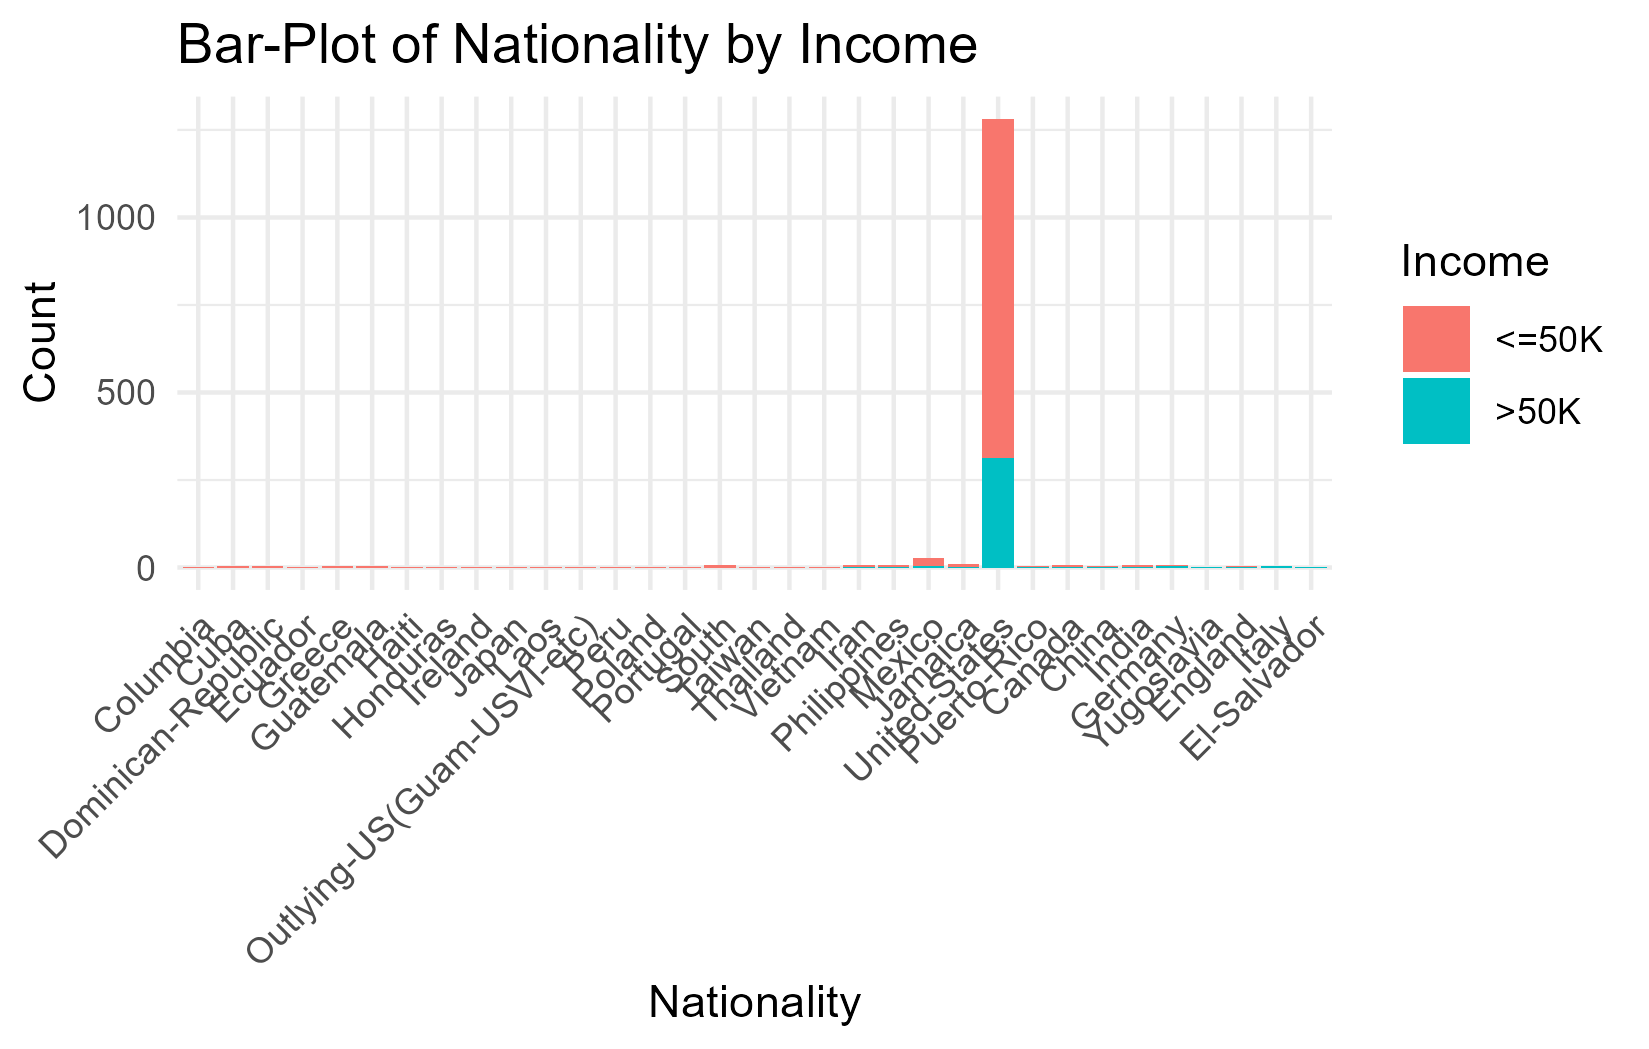 Bar-Plot of Nationality by Income
Count
1000
500
0
Columbia
Cuba
Dominican-Republic
Ecuador
Greece
Guatemala
Haiti
Honduras
Ireland
Japan
Laos
Outlying-US(Guam-USVI-etc)
Peru
Poland
Portugal
South
Taiwan
Thailand
Vietnam
Iran
Philippines
Mexico
Jamaica
United-States
Puerto-Rico
Canada
China
India
Germany
Yugoslavia
England
Italy
El-Salvador
Nationality
Income
<=50K
>50K